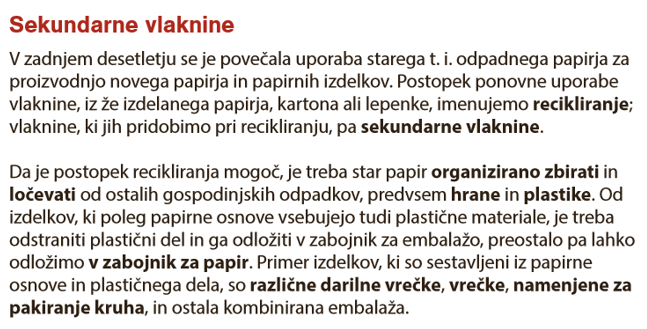 Sekundarne vlaknine
V zadnjem desetletju se je povečala uporaba starega t. i. odpadnega papirja za
proizvodnjo novega papirja in papirnih izdelkov. Postopek ponovne uporabe
vlaknine, iz že izdelanega papirja, kartona ali lepenke, imenujemo recikliranje;
vlaknine, ki jih pridobimo pri recikliranju, pa sekundarne vlaknine.
Da je postopek recikliranja mogoč, je treba star papir organizirano zbirati in
ločevati od ostalih gospodinjskih odpadkov, predvsem hrane in plastike. Od
izdelkov, ki poleg papirne osnove vsebujejo tudi plastične materiale, je treba
odstraniti plastični del in ga odložiti v zabojnik za embalažo, preostalo pa lahko
odložimo v zabojnik za papir. Primer izdelkov, ki so sestavljeni iz papirne
osnove in plastičnega dela, so različne darilne vrečke, vrečke, namenjene za
pakiranje kruha, in ostala kombinirana embalaža.